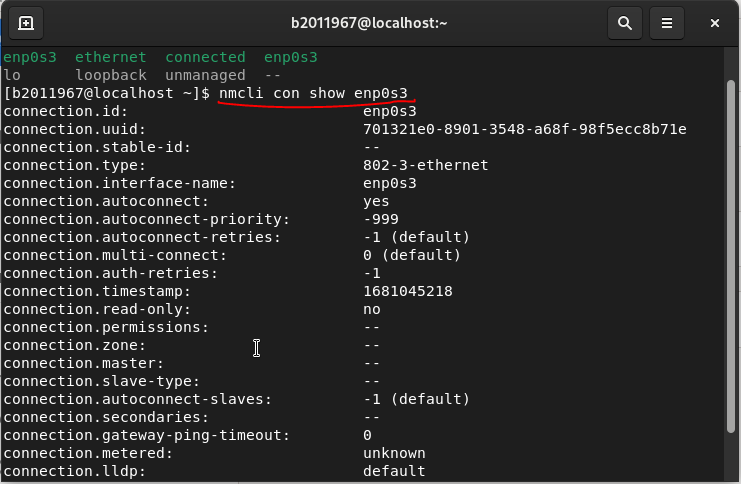 b2011967@localhost:~
enp0s3  ethernet  connected  enp0s3
lo      loopback  unmanaged  --
[b2011967@localhost ~]$ nmcli con show enp0s3
connection.id:                          enp0s3
connection.uuid:                        701321e0-8901-3548-a68f-98f5ecc8b71e
connection.stable-id:                   --
connection.type:                        802-3-ethernet
connection.interface-name:              enp0s3
connection.autoconnect:                 yes
connection.autoconnect-priority:        -999
connection.autoconnect-retries:         -1 (default)
connection.multi-connect:               0 (default)
connection.auth-retries:                -1
connection.timestamp:                   1681045218
connection.read-only:                   no
connection.permissions:                 --
connection.zone:                        --
connection.master:                      --
connection.slave-type:                  --
connection.autoconnect-slaves:          -1 (default)
connection.secondaries:                 --
connection.gateway-ping-timeout:        0
connection.metered:                     unknown
connection.lldp:                        default